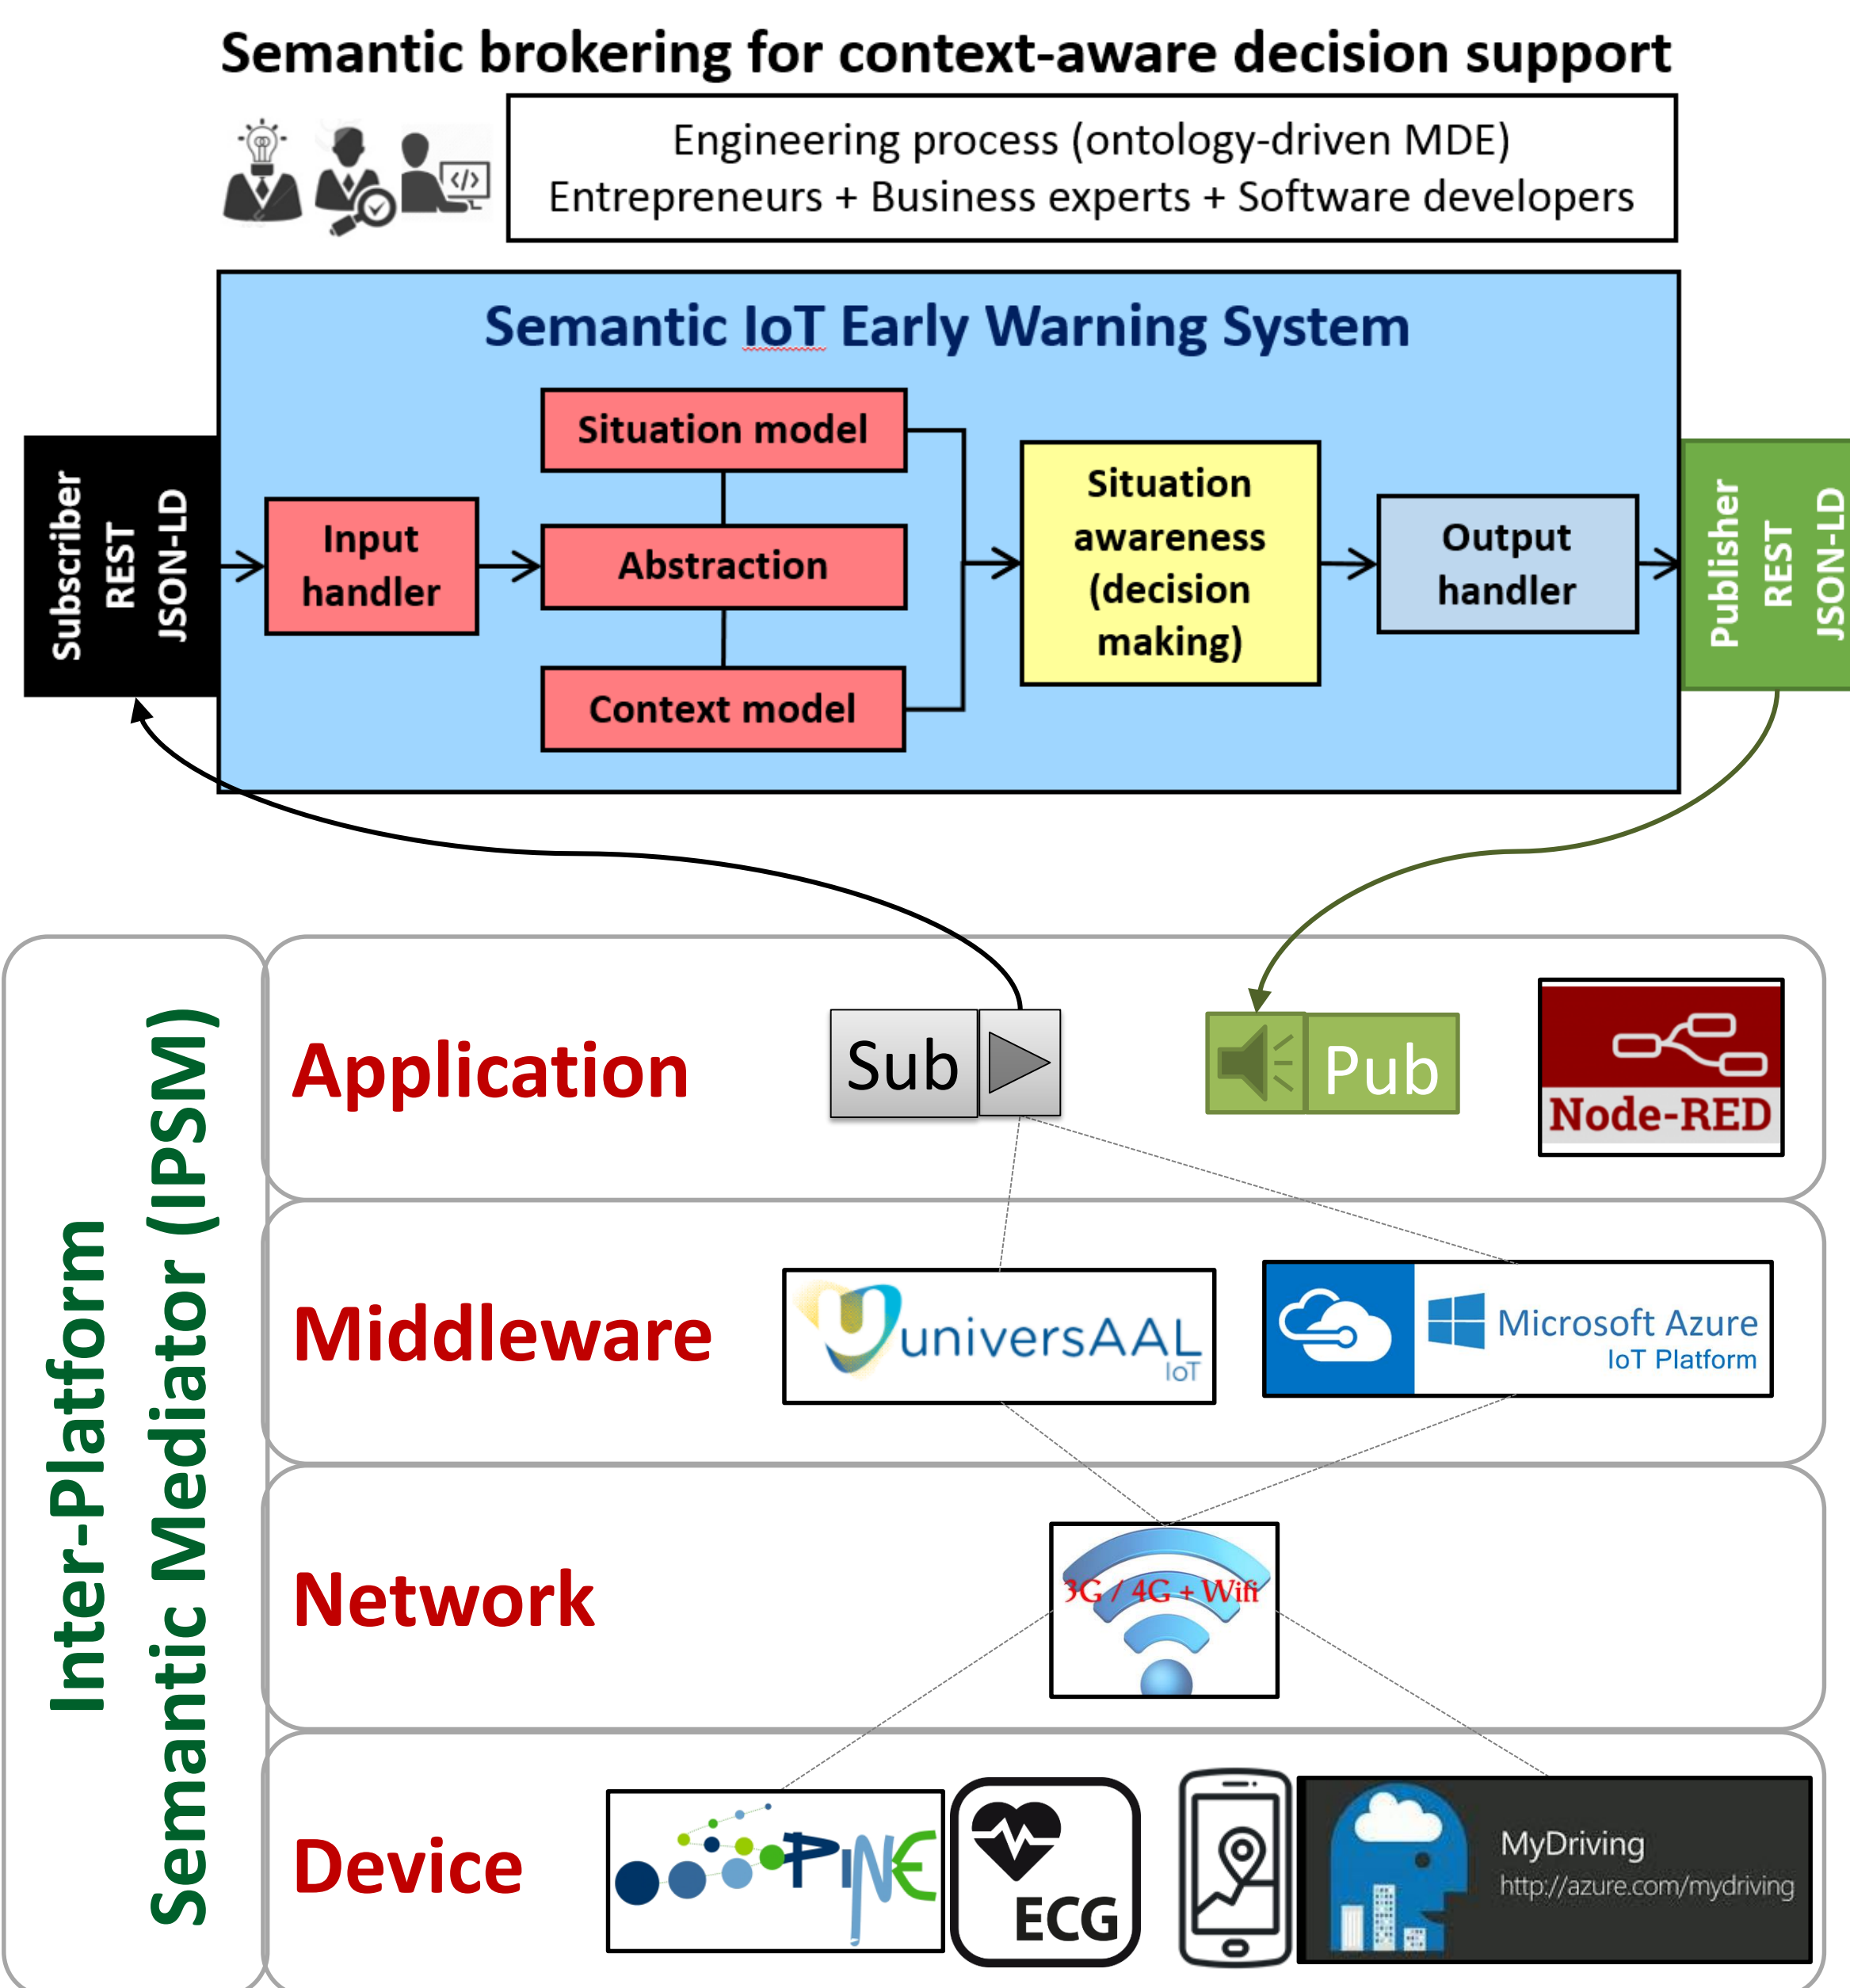 Semantic brokering for context-aware decision support
Engineering process (ontology-driven MDE)
Entrepreneurs + Business experts + Software developers
</>
Semantic IoT Early Warning System
Subscriber
REST
JSON-LD
Input
handler
Situation model
Abstraction
Context model
Situation
awareness
(decision
making)
Output
handler
Publisher
REST
JSON-LD
Inter-Platform
Semantic Mediator (IPSM)
Application
Sub
Pub
Node-RED
Middleware
universAAL
IoT
Microsoft Azure
IoT Platform
Network
3G / 4G + Wifi
Device
PINE
ECG
MyDriving
http://azure.com/mydriving